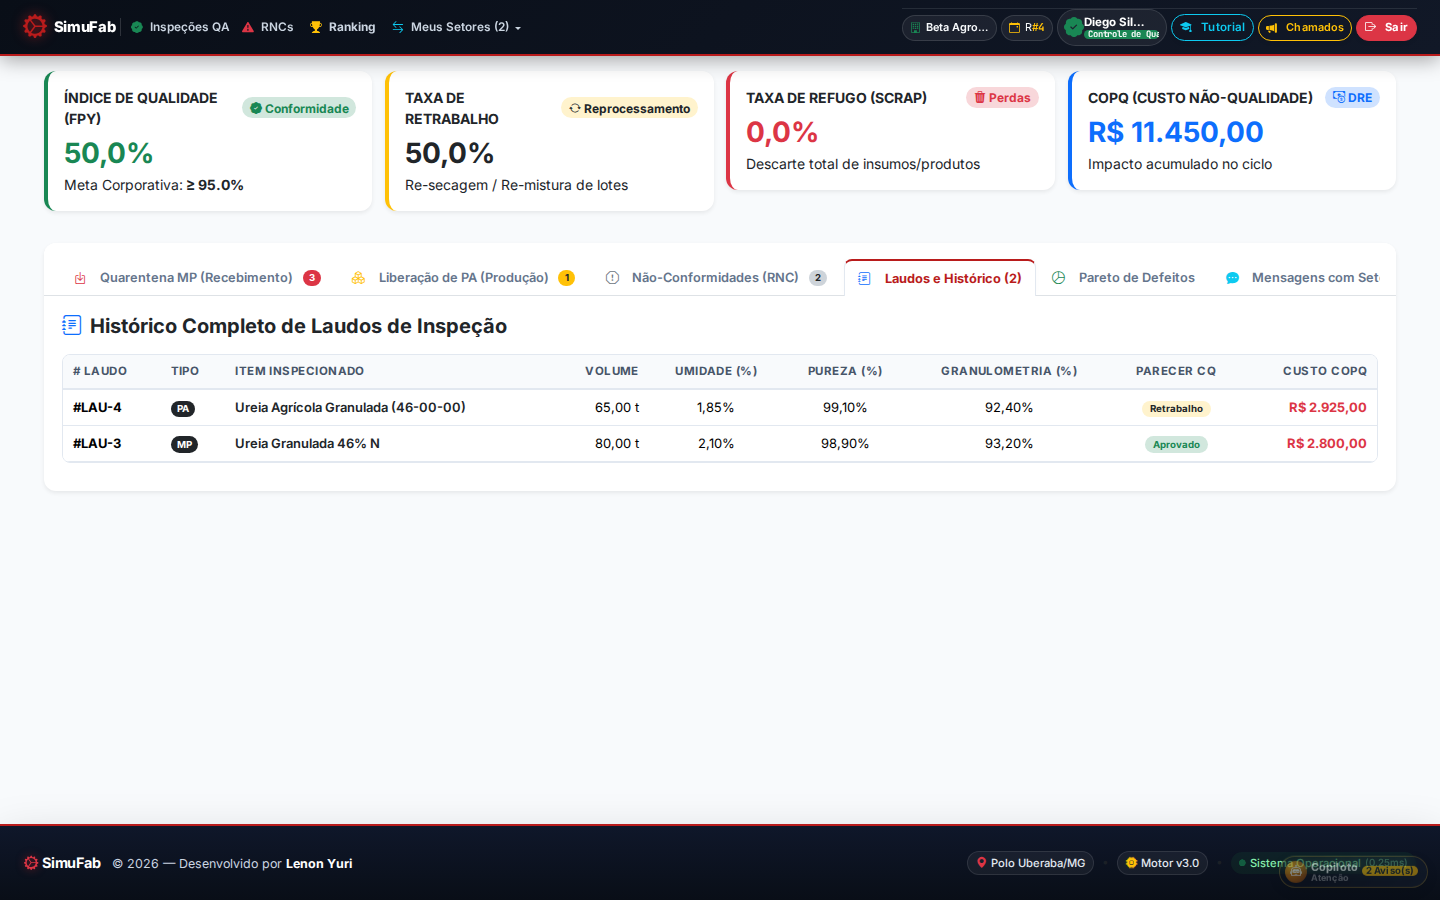 SimuFab
Inspeções QA
RNCs
Ranking
Meus Setores (2)
Beta Agro...
R#4
Diego Sil...
Controle de Qua
Tutorial
Chamados
Sair
ÍNDICE DE QUALIDADE (FPY)
Conformidade
50,0%
Meta Corporativa: ≥ 95.0%
TAXA DE RETRABALHO
Reprocessamento
50,0%
Re-secagem / Re-mistura de lotes
TAXA DE REFUGO (SCRAP)
Perdas
0,0%
Descarte total de insumos/produtos
COPQ (CUSTO NÃO-QUALIDADE)
DRE
R$ 11.450,00
Impacto acumulado no ciclo
Quarentena MP (Recebimento) 3
Liberação de PA (Produção) 1
Não-Conformidades (RNC) 2
Laudos e Histórico (2)
Pareto de Defeitos
Mensagens com Set
Histórico Completo de Laudos de Inspeção
# LAUDO TIPO ITEM INSPECIONADO VOLUME UMIDADE (%) PUREZA (%) GRANULOMETRIA (%) PARECER CQ CUSTO COPQ
#LAU-4 PA Ureia Agrícola Granulada (46-00-00) 65,00 t 1,85% 99,10% 92,40% Retrabalho R$ 2.925,00
#LAU-3 MP Ureia Granulada 46% N 80,00 t 2,10% 98,90% 93,20% Aprovado R$ 2.800,00
SimuFab © 2026 — Desenvolvido por Lenon Yuri
Polo Uberaba/MG
Motor v3.0
Sistema Operacional (0.25ms)
Copiloto
Atenção
2 Aviso(s)